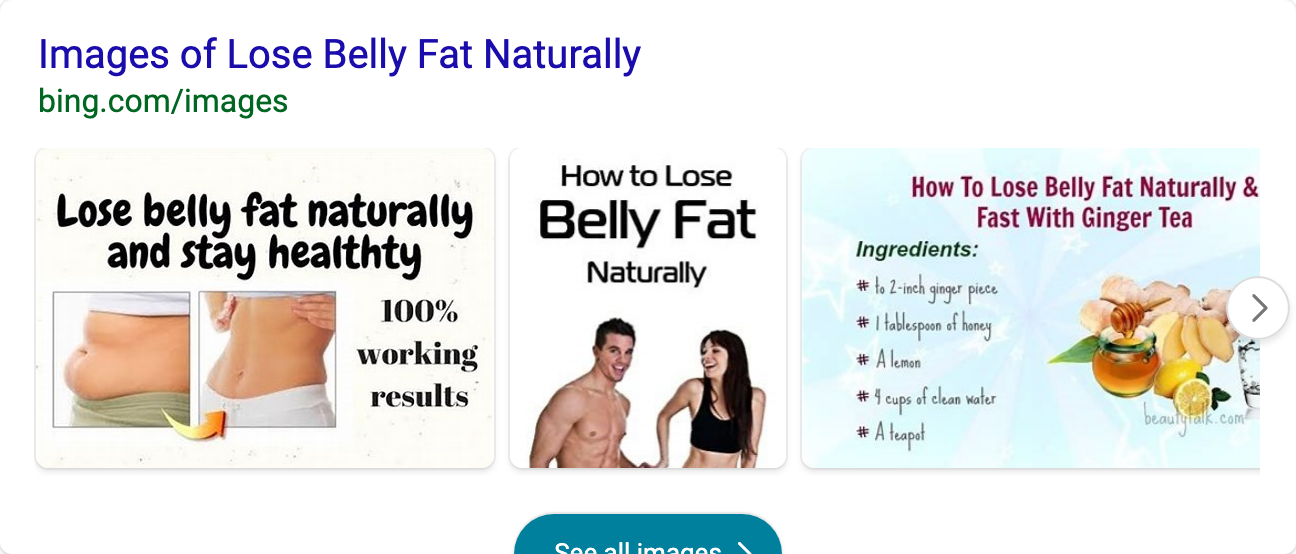 Images of Lose Belly Fat Naturally
bing.com/images
Lose belly fat naturally
and stay healthty
100%
working
results
How to Lose
Belly Fat
Naturally
How To Lose Belly Fat Naturally &
Fast With Ginger Tea
Ingredients:
# to 2-inch ginger piece
# 1 tablespoon of honey
# A lemon
# 4 cups of clean water
# A teapot
beautytalk.com
See all images